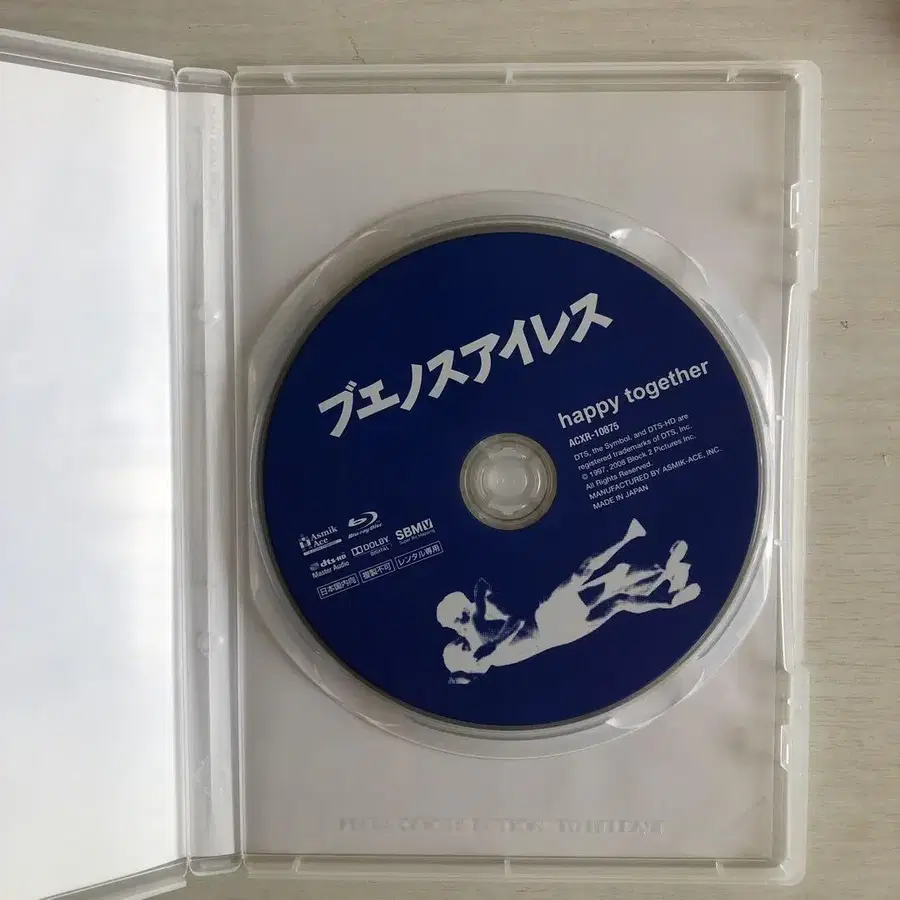 ブエノスアイレス
happy together
ACXR-10875
DTS, the Symbol, and DTS-HD are
registered trademarks of DTS, Inc.
© 1997, 2008 Block 2 Pictures Inc.
All Rights Reserved.
MANUFACTURED BY ASMIK-ACE, INC.
MADE IN JAPAN
Asmik Ace
Blu-ray Disc
dts-HD Master Audio
DOLBY DIGITAL
SBMV
日本国内向 複製不可 レンタル専用